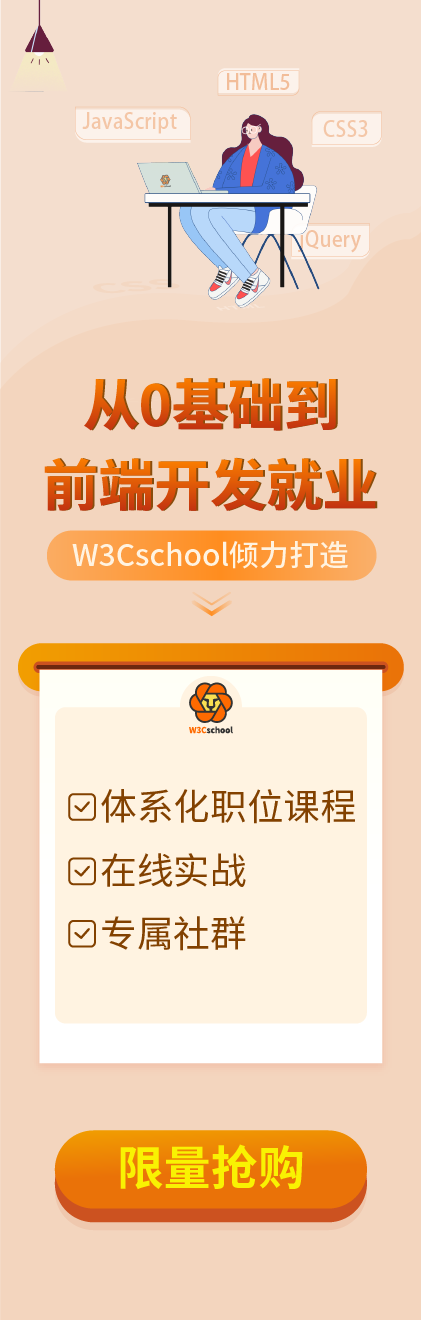 HTML5
JavaScript
CSS3
jQuery
CSS
从0基础到
前端开发就业
W3Cschool倾力打造
W3Cschool
体系化职位课程
在线实战
专属社群
限量抢购